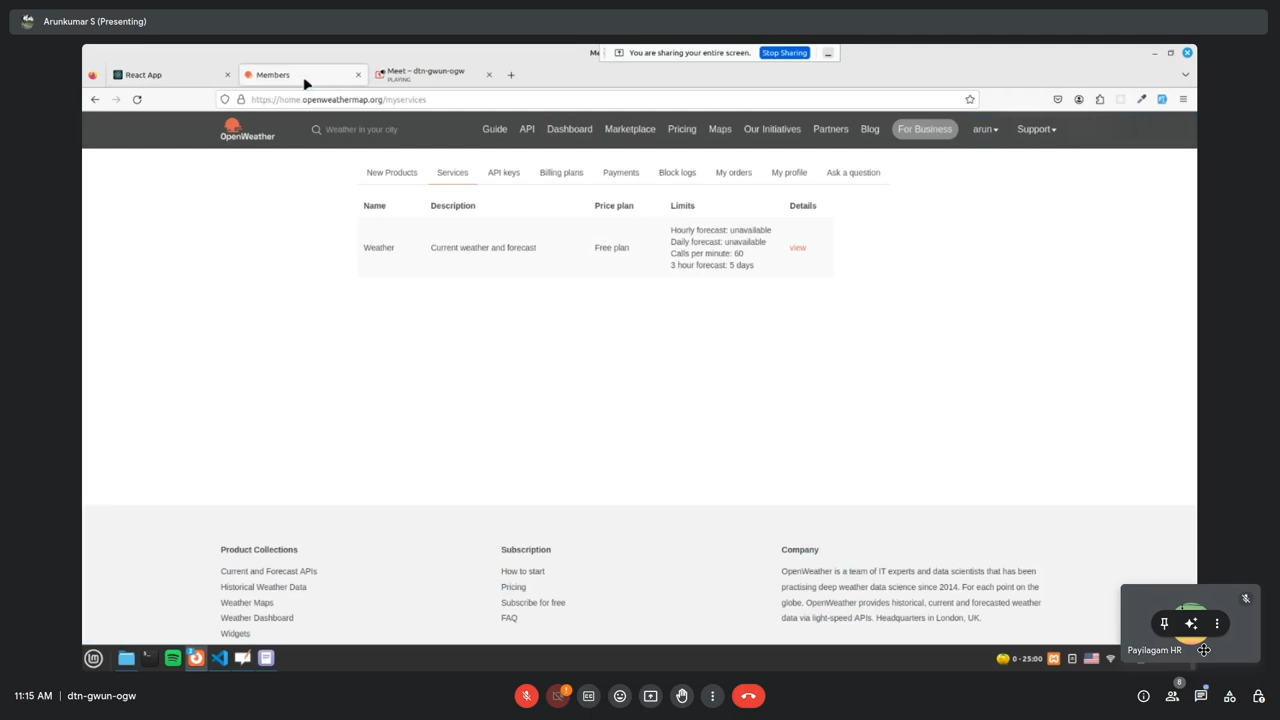 Arunkum​ar S (Presenting)
You are sharing your entire screen. Stop Sharing
React App
Members
Meet – dtn-gwun-ogw
PLAYING
https://home.openweathermap.org/myservices
OpenWeather
Weather in your city
Guide API Dashboard Marketplace Pricing Maps Our Initiatives Partners Blog For Business arun Support
New Products Services API keys Billing plans Payments Block logs My orders My profile Ask a question
Name Description Price plan Limits Details
Weather Current weather and forecast Free plan
Hourly forecast: unavailable
Daily forecast: unavailable
Calls per minute: 60
3 hour forecast: 5 days
view
Product Collections
Current and Forecast APIs
Historical Weather Data
Weather Maps
Weather Dashboard
Widgets
Subscription
How to start
Pricing
Subscribe for free
FAQ
Company
OpenWeather is a team of IT experts and data scientists that has been
practising deep weather data science since 2014. For each point on the
globe, OpenWeather provides historical, current and forecasted weather
data via light-speed APIs. Headquarters in London, UK.
Payilagam HR
0 - 25:00
11:15 AM dtn-gwun-ogw
8